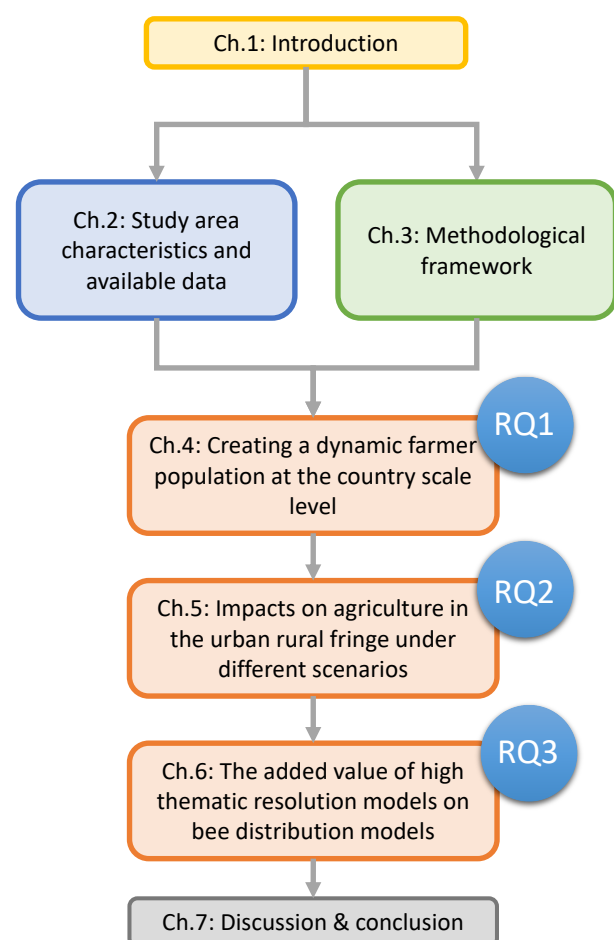 Ch.1: Introduction
Ch.2: Study area
characteristics and
available data
Ch.3: Methodological
framework
RQ1
Ch.4: Creating a dynamic farmer
population at the country scale
level
RQ2
Ch.5: Impacts on agriculture in
the urban rural fringe under
different scenarios
RQ3
Ch.6: The added value of high
thematic resolution models on
bee distribution models
Ch.7: Discussion & conclusion